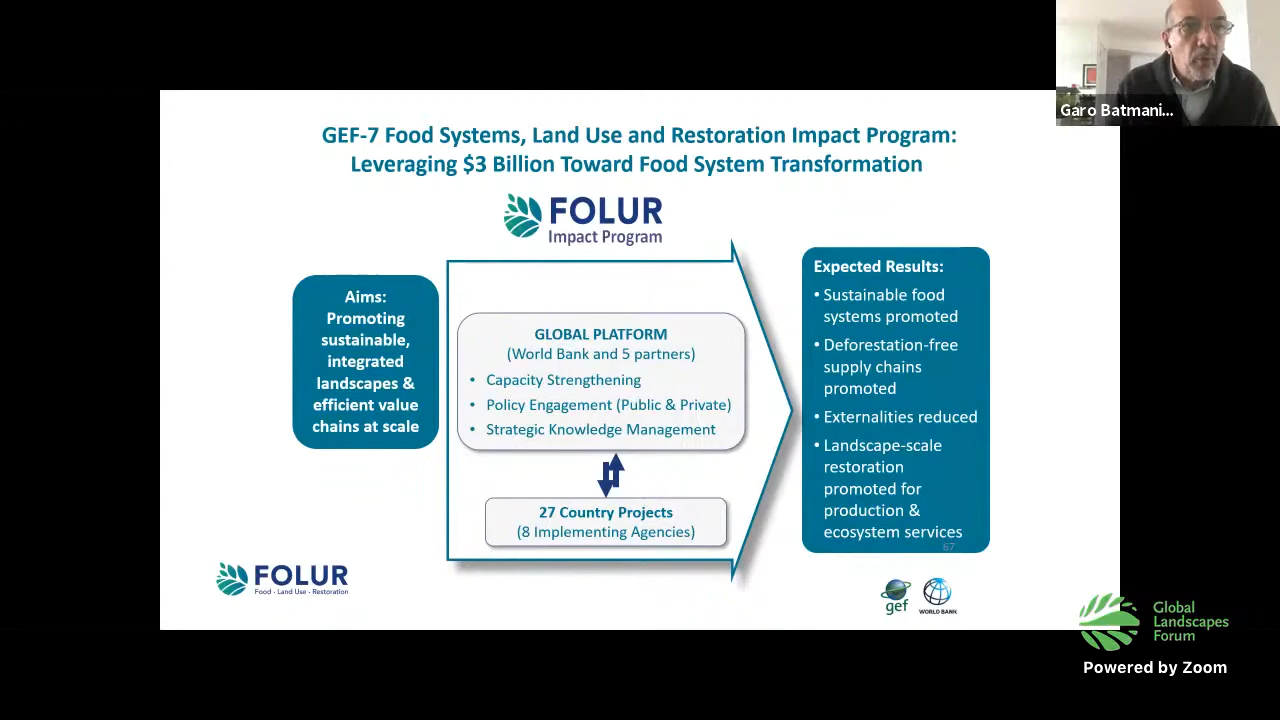 Garo Batmani...
GEF-7 Food Systems, Land Use and Restoration Impact Program:
Leveraging $3 Billion Toward Food System Transformation
FOLUR
Impact Program
Aims:
Promoting
sustainable,
integrated
landscapes &
efficient value
chains at scale
GLOBAL PLATFORM
(World Bank and 5 partners)
• Capacity Strengthening
• Policy Engagement (Public & Private)
• Strategic Knowledge Management
27 Country Projects
(8 Implementing Agencies)
Expected Results:
• Sustainable food
systems promoted
• Deforestation-free
supply chains
promoted
• Externalities reduced
• Landscape-scale
restoration
promoted for
production &
ecosystem services
67
FOLUR
Food · Land Use · Restoration
gef
WORLD BANK
Global
Landscapes
Forum
Powered by Zoom